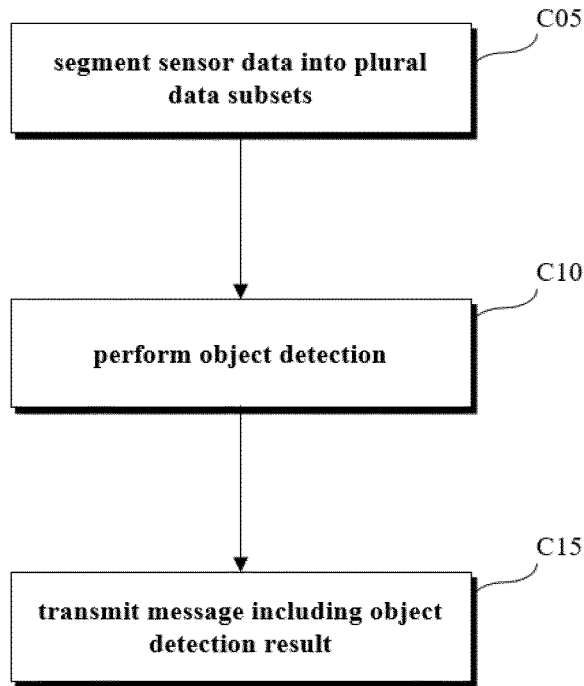 C05
segment sensor data into plural
data subsets
C10
perform object detection
C15
transmit message including object
detection result